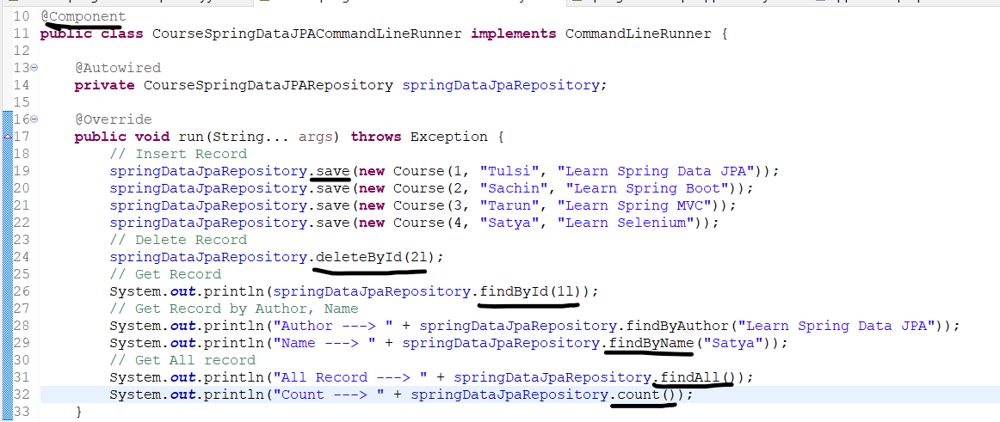 10 @Component
11 public class CourseSpringDataJPACommandLineRunner implements CommandLineRunner {
12
13 @Autowired
14 private CourseSpringDataJPARepository springDataJpaRepository;
15
16 @Override
17 public void run(String... args) throws Exception {
18 // Insert Record
19 springDataJpaRepository.save(new Course(1, "Tulsi", "Learn Spring Data JPA"));
20 springDataJpaRepository.save(new Course(2, "Sachin", "Learn Spring Boot"));
21 springDataJpaRepository.save(new Course(3, "Tarun", "Learn Spring MVC"));
22 springDataJpaRepository.save(new Course(4, "Satya", "Learn Selenium"));
23 // Delete Record
24 springDataJpaRepository.deleteById(2l);
25 // Get Record
26 System.out.println(springDataJpaRepository.findById(1l));
27 // Get Record by Author, Name
28 System.out.println("Author ---> " + springDataJpaRepository.findByAuthor("Learn Spring Data JPA"));
29 System.out.println("Name ---> " + springDataJpaRepository.findByName("Satya"));
30 // Get All record
31 System.out.println("All Record ---> " + springDataJpaRepository.findAll());
32 System.out.println("Count ---> " + springDataJpaRepository.count());
33 }